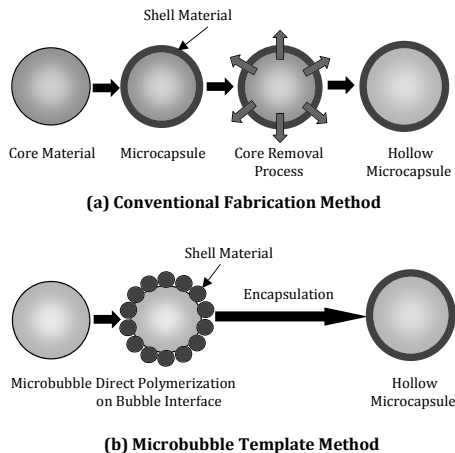 Shell Material
Core Material
Microcapsule
Core Removal
Process
Hollow
Microcapsule
(a) Conventional Fabrication Method
Shell Material
Encapsulation
Microbubble
Direct Polymerization
on Bubble Interface
Hollow
Microcapsule
(b) Microbubble Template Method